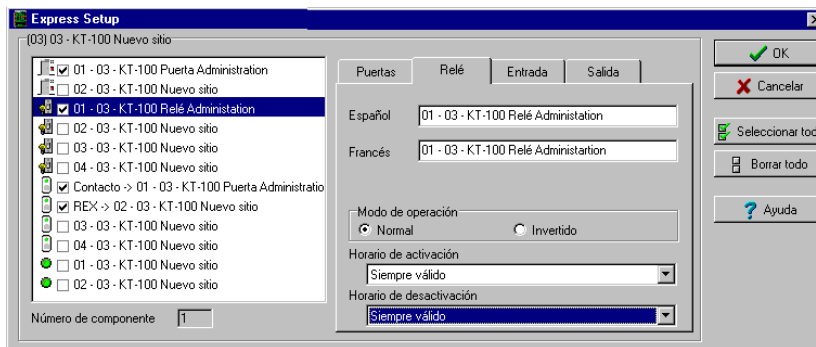 Express Setup
(03) 03 - KT-100 Nuevo sitio
01 - 03 - KT-100 Puerta Administration
02 - 03 - KT-100 Nuevo sitio
01 - 03 - KT-100 Relé Administation
02 - 03 - KT-100 Nuevo sitio
03 - 03 - KT-100 Nuevo sitio
04 - 03 - KT-100 Nuevo sitio
Contacto -> 01 - 03 - KT-100 Puerta Administratio
REX -> 02 - 03 - KT-100 Nuevo sitio
03 - 03 - KT-100 Nuevo sitio
04 - 03 - KT-100 Nuevo sitio
01 - 03 - KT-100 Nuevo sitio
02 - 03 - KT-100 Nuevo sitio
Número de componente 1
Puertas Relé Entrada Salida
Español 01 - 03 - KT-100 Relé Administation
Francés 01 - 03 - KT-100 Relé Administartion
Modo de operación
Normal Invertido
Horario de activación
Siempre válido
Horario de desactivación
Siempre válido
OK
Cancelar
Seleccionar tod
Borrar todo
Ayuda